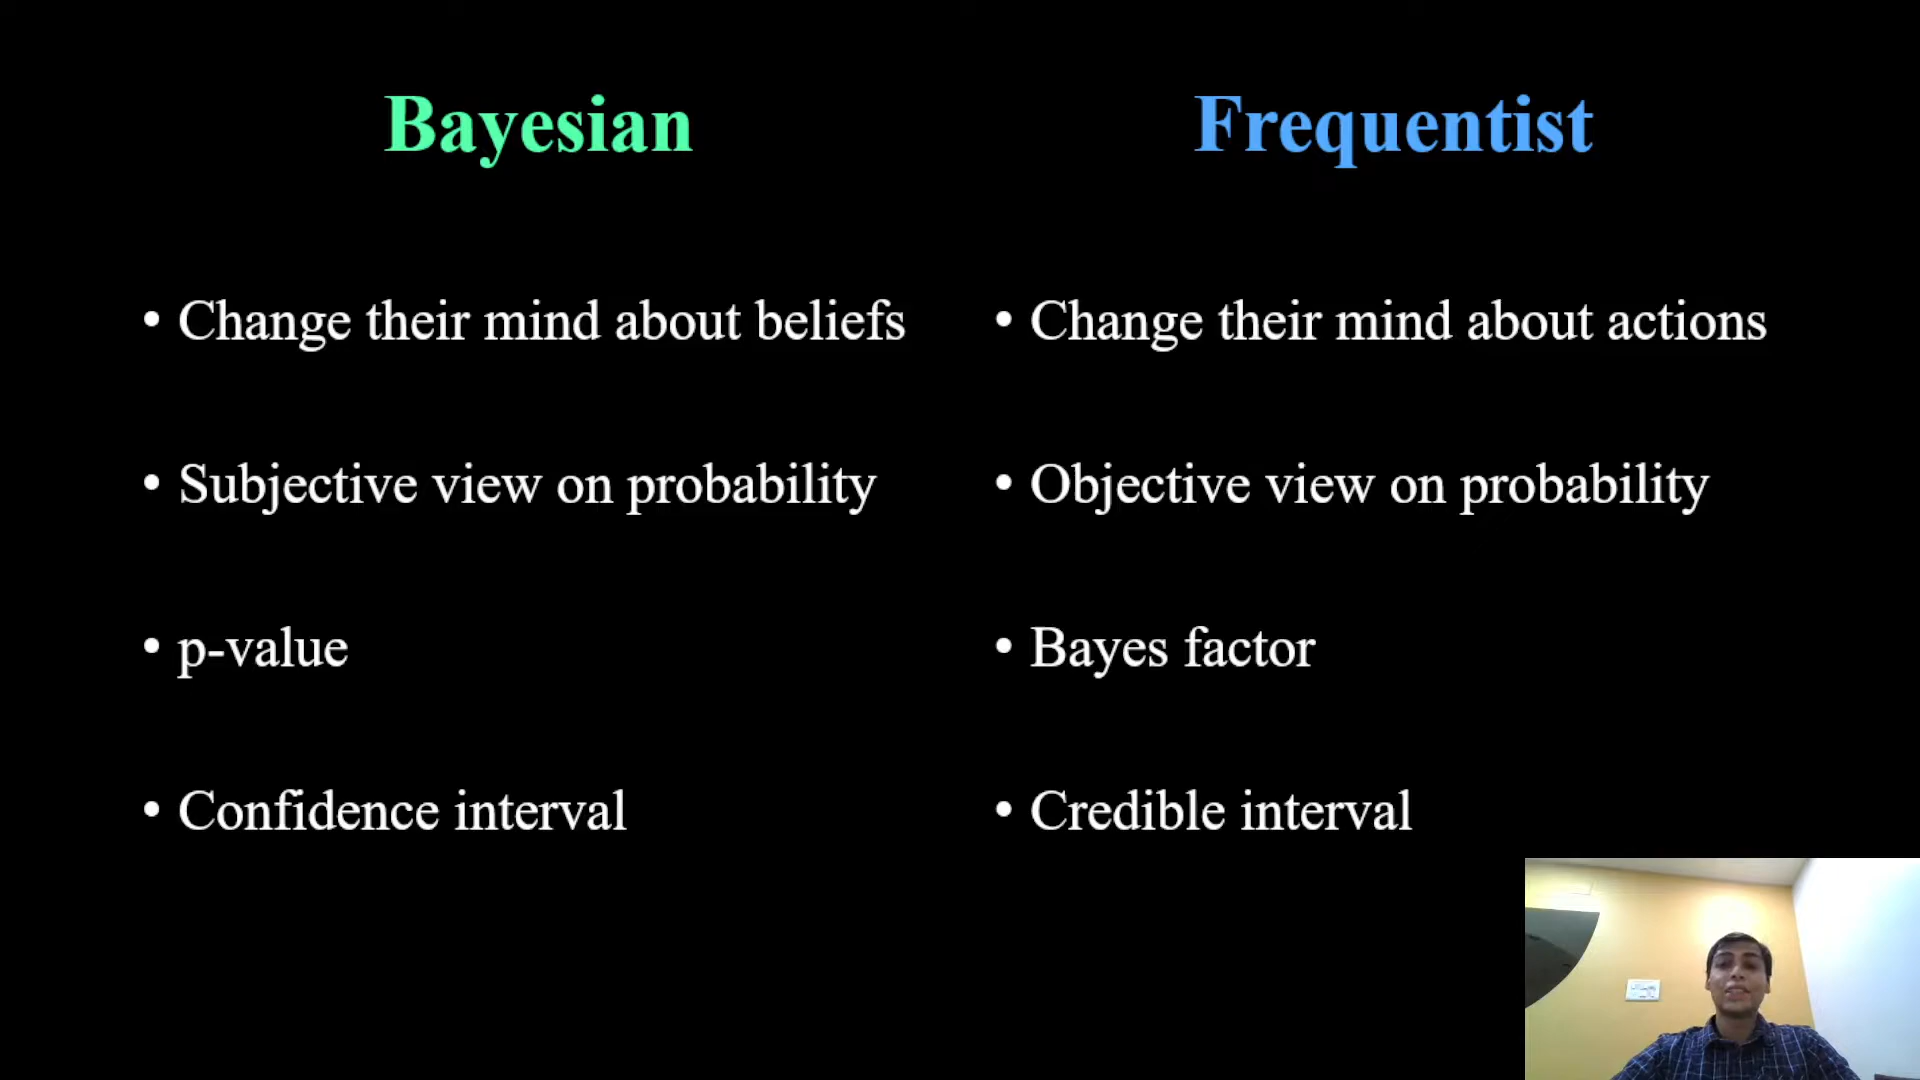 Bayesian
• Change their mind about beliefs
• Subjective view on probability
• p-value
• Confidence interval
Frequentist
• Change their mind about actions
• Objective view on probability
• Bayes factor
• Credible interval